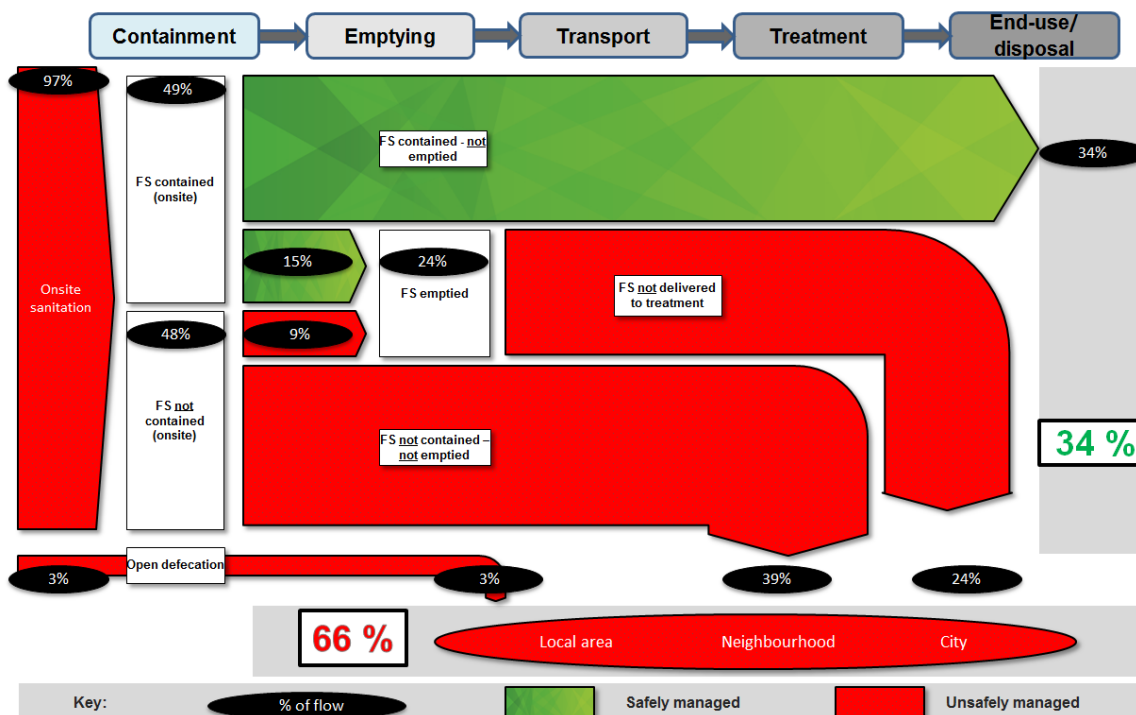 Containment
Emptying
Transport
Treatment
End-use/
disposal
97%
49%
FS contained - not
emptied
34%
FS contained
(onsite)
15%
24%
FS emptied
FS not delivered
to treatment
Onsite
sanitation
48%
9%
FS not
contained
(onsite)
FS not contained –
not emptied
34 %
Open defecation
3%
3%
39%
24%
66 %
Local area
Neighbourhood
City
Key:
% of flow
Safely managed
Unsafely managed